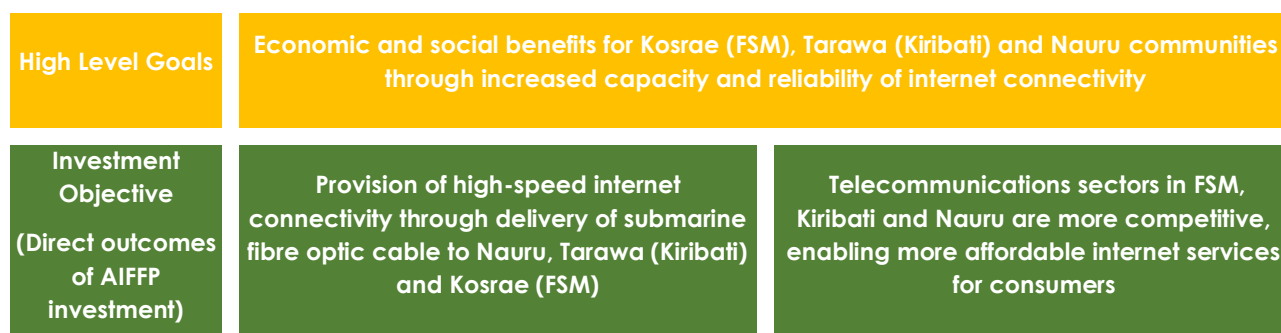 High Level Goals
Economic and social benefits for Kosrae (FSM), Tarawa (Kiribati) and Nauru communities
through increased capacity and reliability of internet connectivity
Investment
Objective
(Direct outcomes
of AIFFP
investment)
Provision of high-speed internet
connectivity through delivery of submarine
fibre optic cable to Nauru, Tarawa (Kiribati)
and Kosrae (FSM)
Telecommunications sectors in FSM,
Kiribati and Nauru are more competitive,
enabling more affordable internet services
for consumers